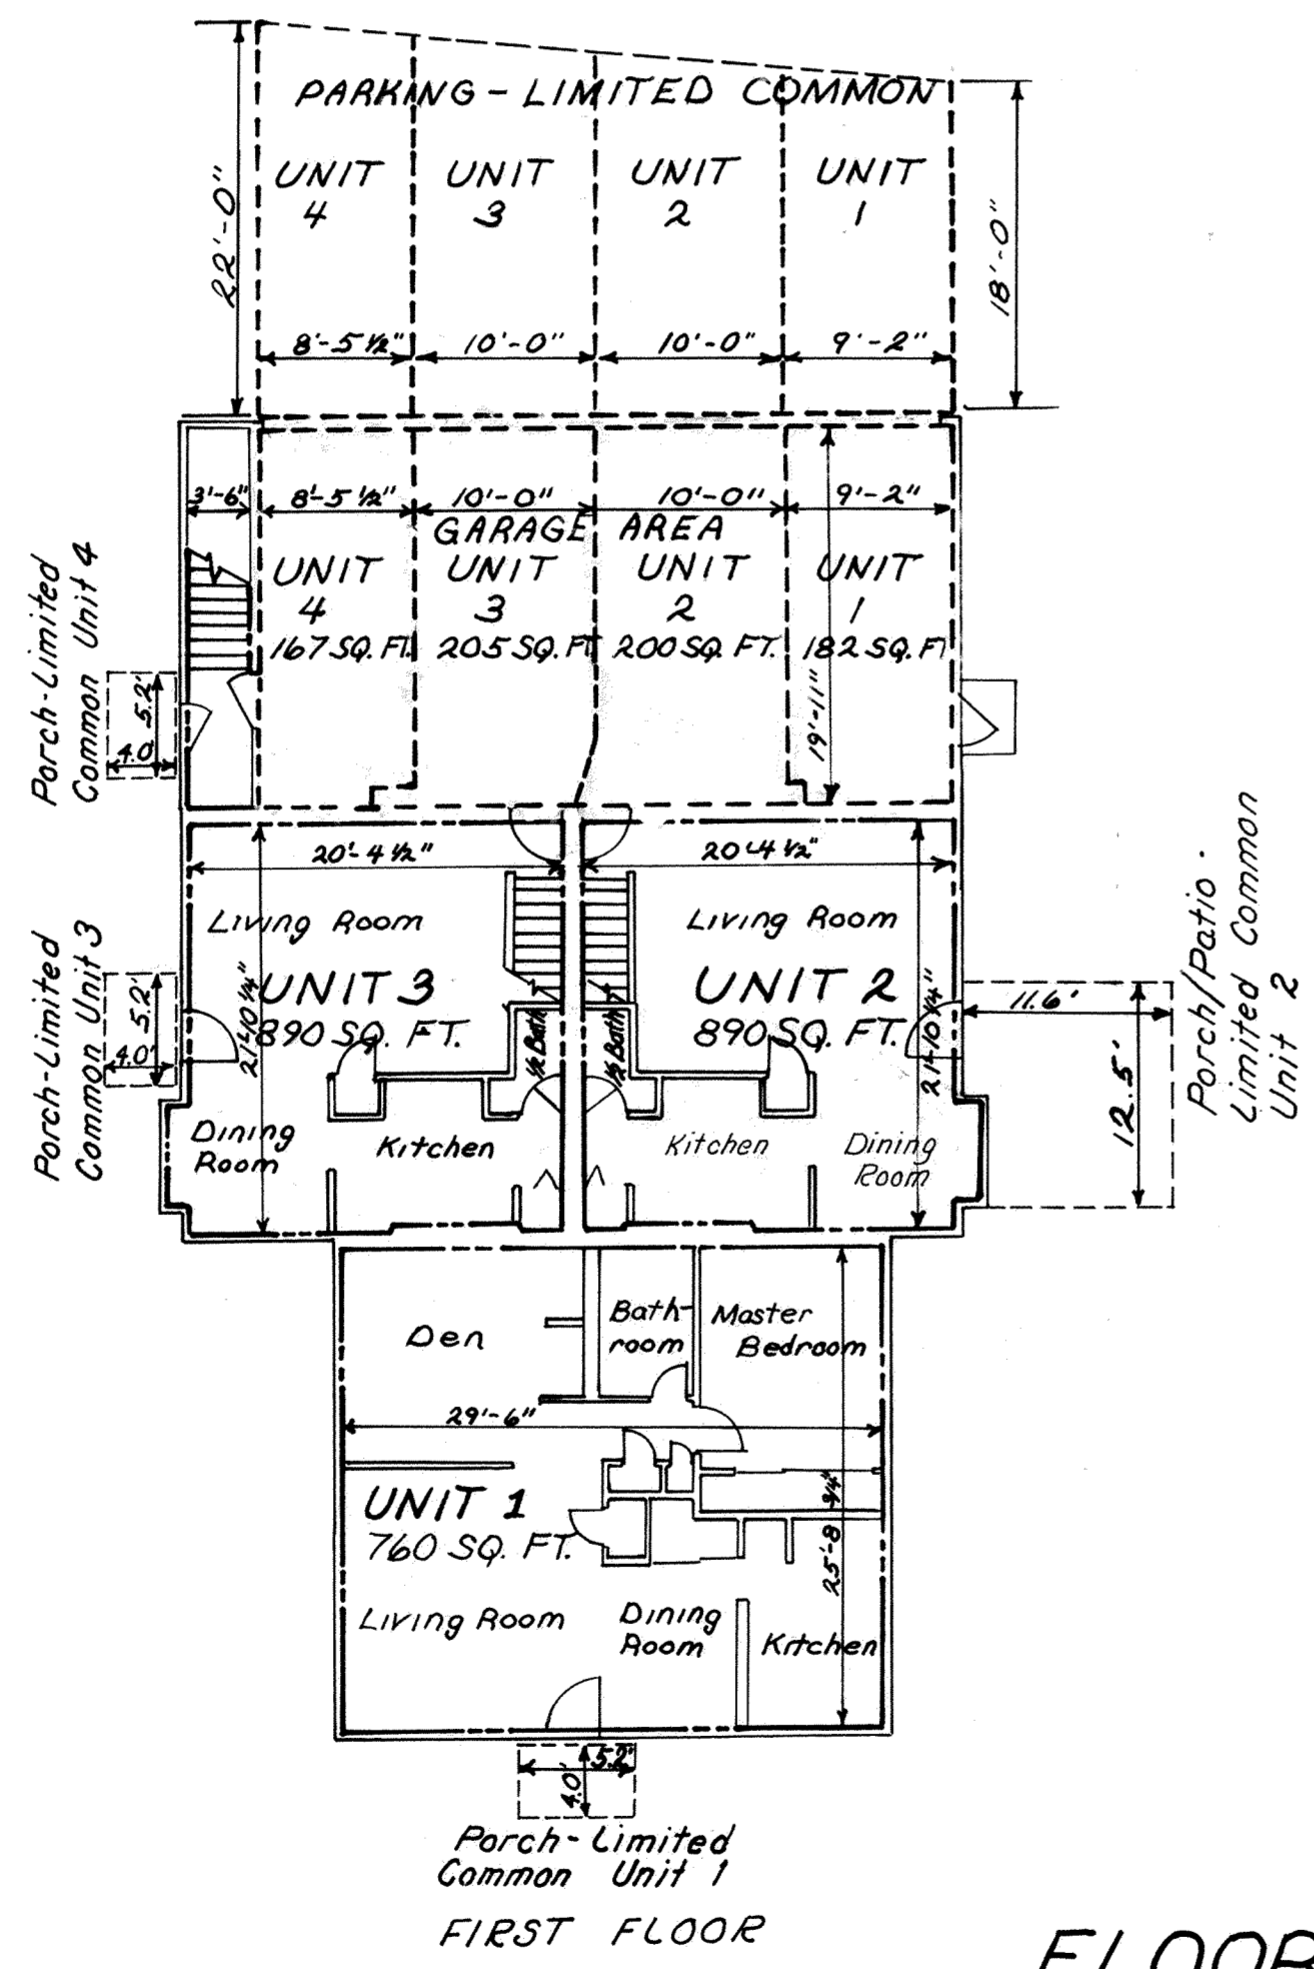 PARKING - LIMITED COMMON
UNIT 4
UNIT 3
UNIT 2
UNIT 1
22'-0"
18'-0"
8'-5 1/2"
10'-0"
10'-0"
9'-2"
3'-6"
8'-5 1/2"
10'-0"
10'-0"
9'-2"
GARAGE AREA
UNIT 4
167 SQ. FT.
UNIT 3
205 SQ. FT
UNIT 2
200 SQ. FT.
UNIT 1
182 SQ. FT
19'-11"
Porch-Limited
Common Unit 4
5.2'
4.0'
20'-4 1/2"
20'-4 1/2"
Living Room
Living Room
UNIT 3
890 SQ. FT.
21'-10 1/4"
UNIT 2
890 SQ. FT.
21'-10 1/4"
1/2 Bath
1/2 Bath
Porch-Limited
Common Unit 3
5.2'
4.0'
Porch/Patio -
Limited Common
Unit 2
11.6'
12.5'
Dining
Room
Kitchen
Kitchen
Dining
Room
Den
Bath-
room
Master
Bedroom
29'-6"
UNIT 1
760 SQ. FT.
25'-8 3/4"
Living Room
Dining
Room
Kitchen
5.2'
4.0'
Porch-Limited
Common Unit 1
FIRST FLOOR
FLOOR